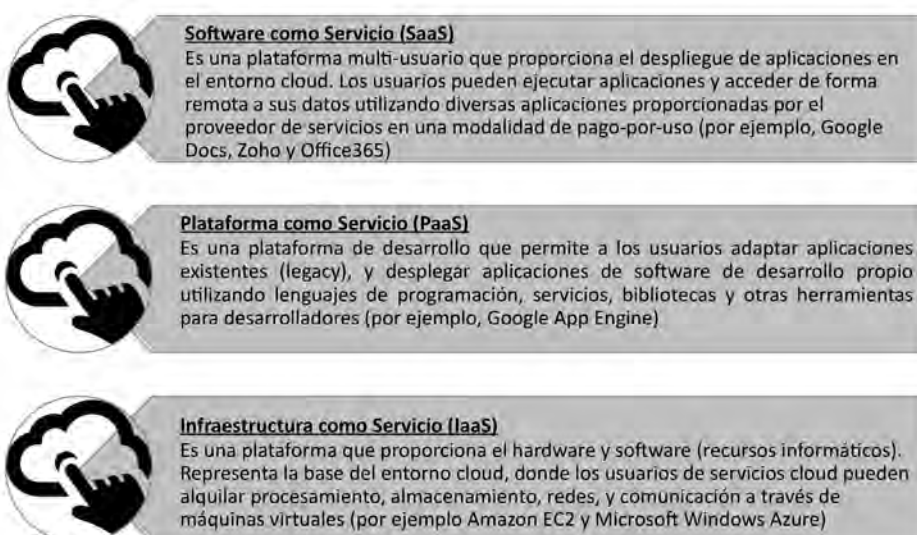 Software como Servicio (SaaS)
Es una plataforma multi-usuario que proporciona el despliegue de aplicaciones en
el entorno cloud. Los usuarios pueden ejecutar aplicaciones y acceder de forma
remota a sus datos utilizando diversas aplicaciones proporcionadas por el
proveedor de servicios en una modalidad de pago-por-uso (por ejemplo, Google
Docs, Zoho y Office365)
Plataforma como Servicio (PaaS)
Es una plataforma de desarrollo que permite a los usuarios adaptar aplicaciones
existentes (legacy), y desplegar aplicaciones de software de desarrollo propio
utilizando lenguajes de programación, servicios, bibliotecas y otras herramientas
para desarrolladores (por ejemplo, Google App Engine)
Infraestructura como Servicio (IaaS)
Es una plataforma que proporciona el hardware y software (recursos informáticos).
Representa la base del entorno cloud, donde los usuarios de servicios cloud pueden
alquilar procesamiento, almacenamiento, redes, y comunicación a través de
máquinas virtuales (por ejemplo Amazon EC2 y Microsoft Windows Azure)